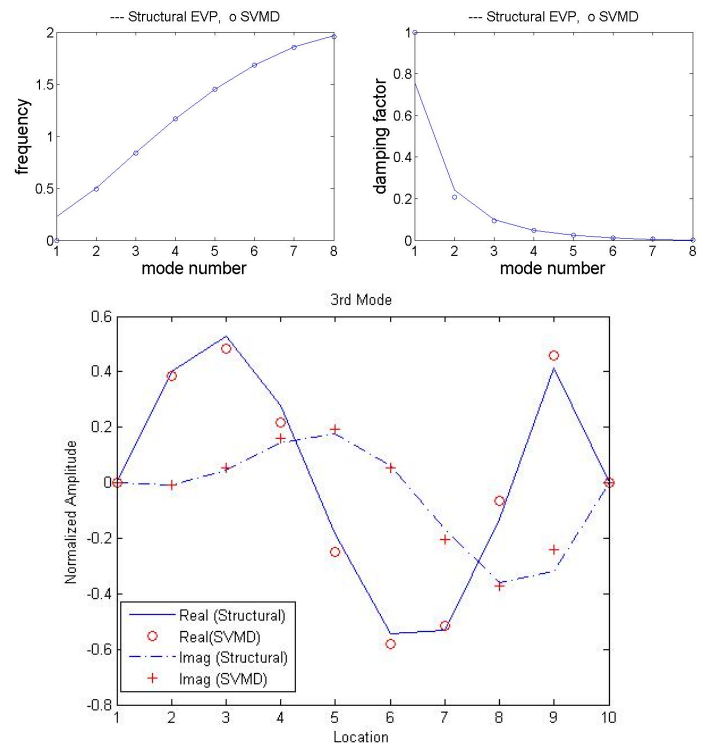 --- Structural EVP, o SVMD
2
1.5
1
0.5
0
frequency
1 2 3 4 5 6 7 8
mode number
--- Structural EVP, o SVMD
1
0.8
0.6
0.4
0.2
0
damping factor
1 2 3 4 5 6 7 8
mode number
3rd Mode
0.6
0.4
0.2
0
-0.2
-0.4
-0.6
-0.8
Normalized Amplitude
Real (Structural)
Real(SVMD)
Imag (Structural)
Imag (SVMD)
1 2 3 4 5 6 7 8 9 10
Location